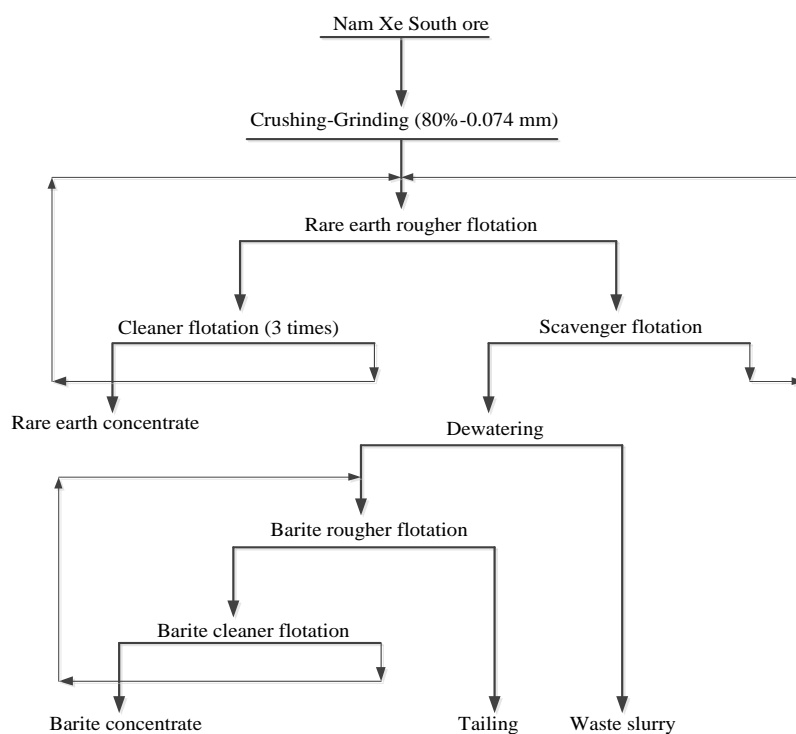 Nam Xe South ore
Crushing-Grinding (80%-0.074 mm)
Rare earth rougher flotation
Cleaner flotation (3 times)
Scavenger flotation
Rare earth concentrate
Dewatering
Barite rougher flotation
Barite cleaner flotation
Barite concentrate
Tailing
Waste slurry